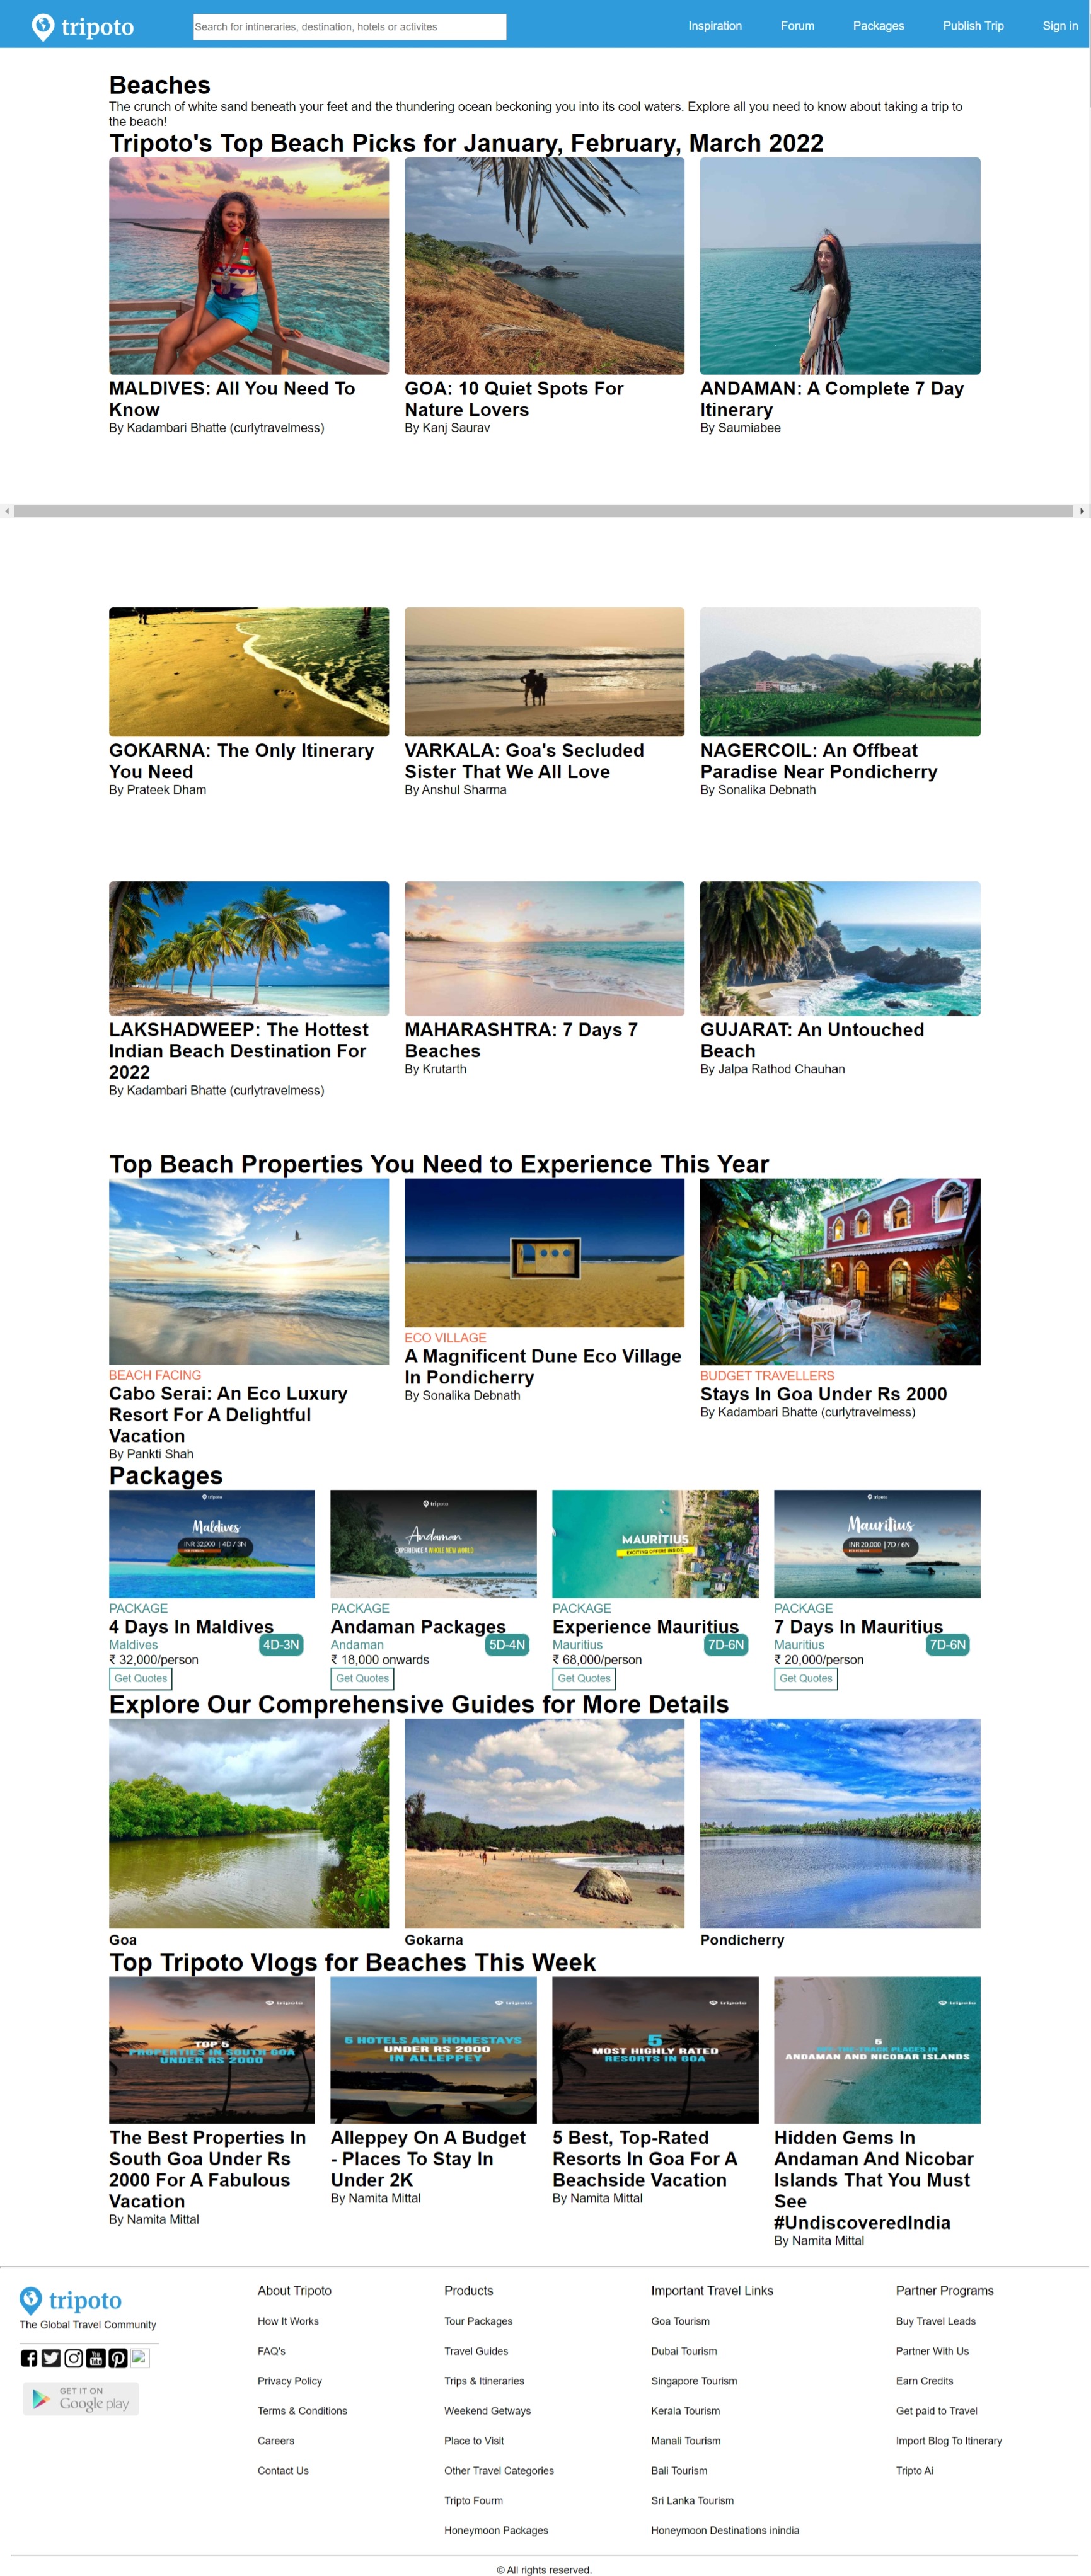 tripoto
Search for intineraries, destination, hotels or activites
Inspiration
Forum
Packages
Publish Trip
Sign in
Beaches
The crunch of white sand beneath your feet and the thundering ocean beckoning you into its cool waters. Explore all you need to know about taking a trip to
the beach!
Tripoto's Top Beach Picks for January, February, March 2022
MALDIVES: All You Need To
Know
By Kadambari Bhatte (curlytravelmess)
GOA: 10 Quiet Spots For
Nature Lovers
By Kanj Saurav
ANDAMAN: A Complete 7 Day
Itinerary
By Saumiabee
GOKARNA: The Only Itinerary
You Need
By Prateek Dham
VARKALA: Goa's Secluded
Sister That We All Love
By Anshul Sharma
NAGERCOIL: An Offbeat
Paradise Near Pondicherry
By Sonalika Debnath
LAKSHADWEEP: The Hottest
Indian Beach Destination For
2022
By Kadambari Bhatte (curlytravelmess)
MAHARASHTRA: 7 Days 7
Beaches
By Krutarth
GUJARAT: An Untouched
Beach
By Jalpa Rathod Chauhan
Top Beach Properties You Need to Experience This Year
BEACH FACING
Cabo Serai: An Eco Luxury
Resort For A Delightful
Vacation
By Pankti Shah
ECO VILLAGE
A Magnificent Dune Eco Village
In Pondicherry
By Sonalika Debnath
BUDGET TRAVELLERS
Stays In Goa Under Rs 2000
By Kadambari Bhatte (curlytravelmess)
Packages
tripoto
Maldives
INR 32,000 | 4D / 3N
PACKAGE
4 Days In Maldives
Maldives
4D-3N
₹ 32,000/person
Get Quotes
tripoto
Andaman
EXPERIENCE A WHOLE NEW WORLD
PACKAGE
Andaman Packages
Andaman
5D-4N
₹ 18,000 onwards
Get Quotes
MAURITIUS
EXCITING OFFERS INSIDE
PACKAGE
Experience Mauritius
Mauritius
7D-6N
₹ 68,000/person
Get Quotes
tripoto
Mauritius
INR 20,000 | 7D / 6N
PACKAGE
7 Days In Mauritius
Mauritius
7D-6N
₹ 20,000/person
Get Quotes
Explore Our Comprehensive Guides for More Details
Goa
Gokarna
Pondicherry
Top Tripoto Vlogs for Beaches This Week
tripoto
TOP 5
PROPERTIES IN SOUTH GOA
UNDER RS 2000
The Best Properties In
South Goa Under Rs
2000 For A Fabulous
Vacation
By Namita Mittal
tripoto
5 HOTELS AND HOMESTAYS
UNDER RS 2000
IN ALLEPPEY
Alleppey On A Budget
- Places To Stay In
Under 2K
By Namita Mittal
tripoto
5
MOST HIGHLY RATED
RESORTS IN GOA
5 Best, Top-Rated
Resorts In Goa For A
Beachside Vacation
By Namita Mittal
tripoto
5
OFF-THE-TRACK PLACES IN
ANDAMAN AND NICOBAR ISLANDS
Hidden Gems In
Andaman And Nicobar
Islands That You Must
See
#UndiscoveredIndia
By Namita Mittal
tripoto
The Global Travel Community
You
Tube
GET IT ON
Google play
About Tripoto
How It Works
FAQ's
Privacy Policy
Terms & Conditions
Careers
Contact Us
Products
Tour Packages
Travel Guides
Trips & Itineraries
Weekend Getways
Place to Visit
Other Travel Categories
Tripto Fourm
Honeymoon Packages
Important Travel Links
Goa Tourism
Dubai Tourism
Singapore Tourism
Kerala Tourism
Manali Tourism
Bali Tourism
Sri Lanka Tourism
Honeymoon Destinations inindia
Partner Programs
Buy Travel Leads
Partner With Us
Earn Credits
Get paid to Travel
Import Blog To Itinerary
Tripto Ai
© All rights reserved.